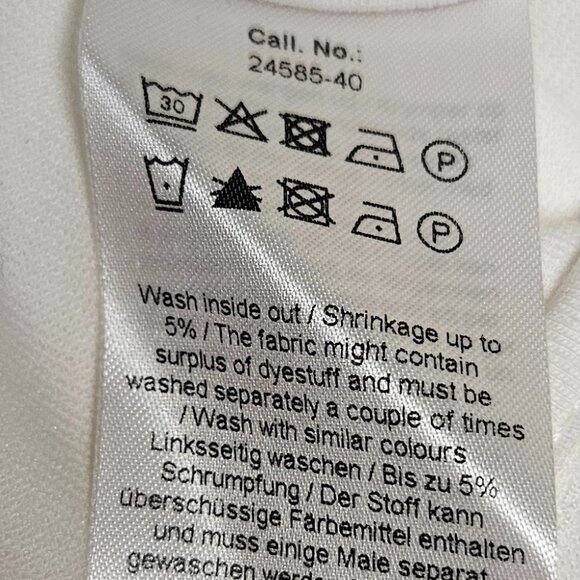 Call. No.:
24585-40
30
P
P
Wash inside out / Shrinkage up to
5% / The fabric might contain
surplus of dyestuff and must be
washed separately a couple of times
/ Wash with similar colours
Linksseitig waschen / Bis zu 5%
Schrumpfung / Der Stoff kann
überschüssige Färbemittel enthalten
und muss einige Male separat
gewaschen